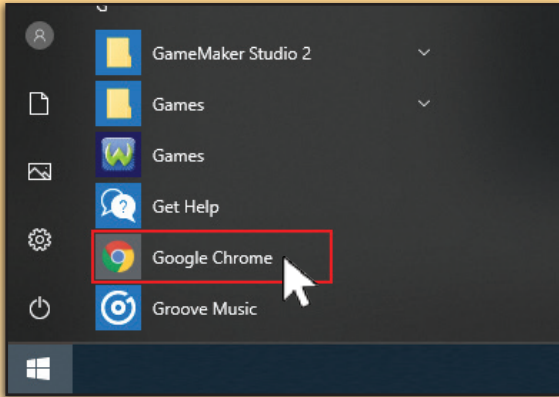 GameMaker Studio 2
Games
Games
Get Help
Google Chrome
Groove Music